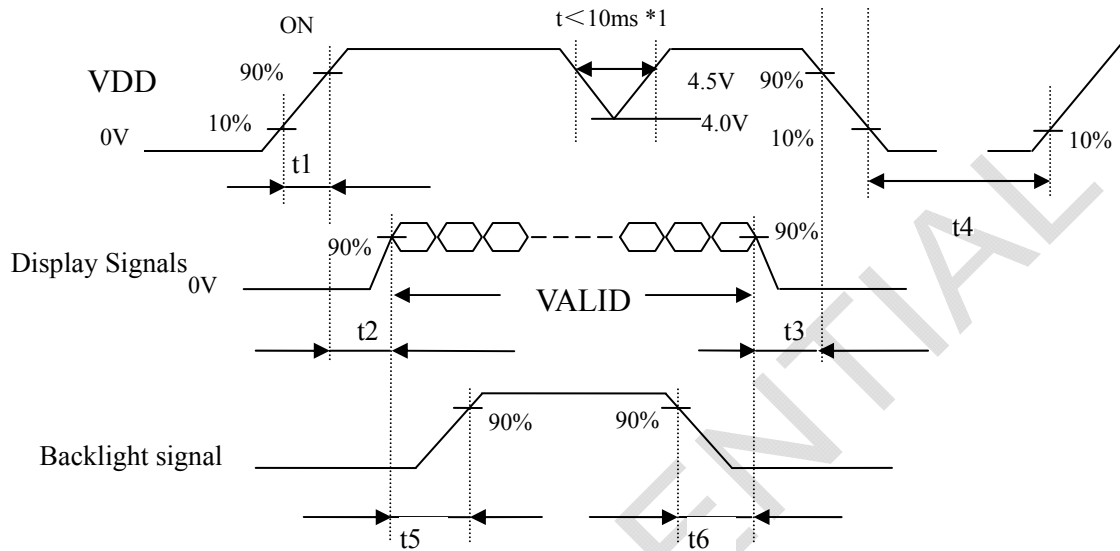 ON
t＜10ms *1
VDD
90%
4.5V
90%
0V
10%
4.0V
10%
10%
t1
t4
90%
90%
Display Signals
0V
VALID
t2
t3
90%
90%
Backlight signal
t5
t6
ENTIAL